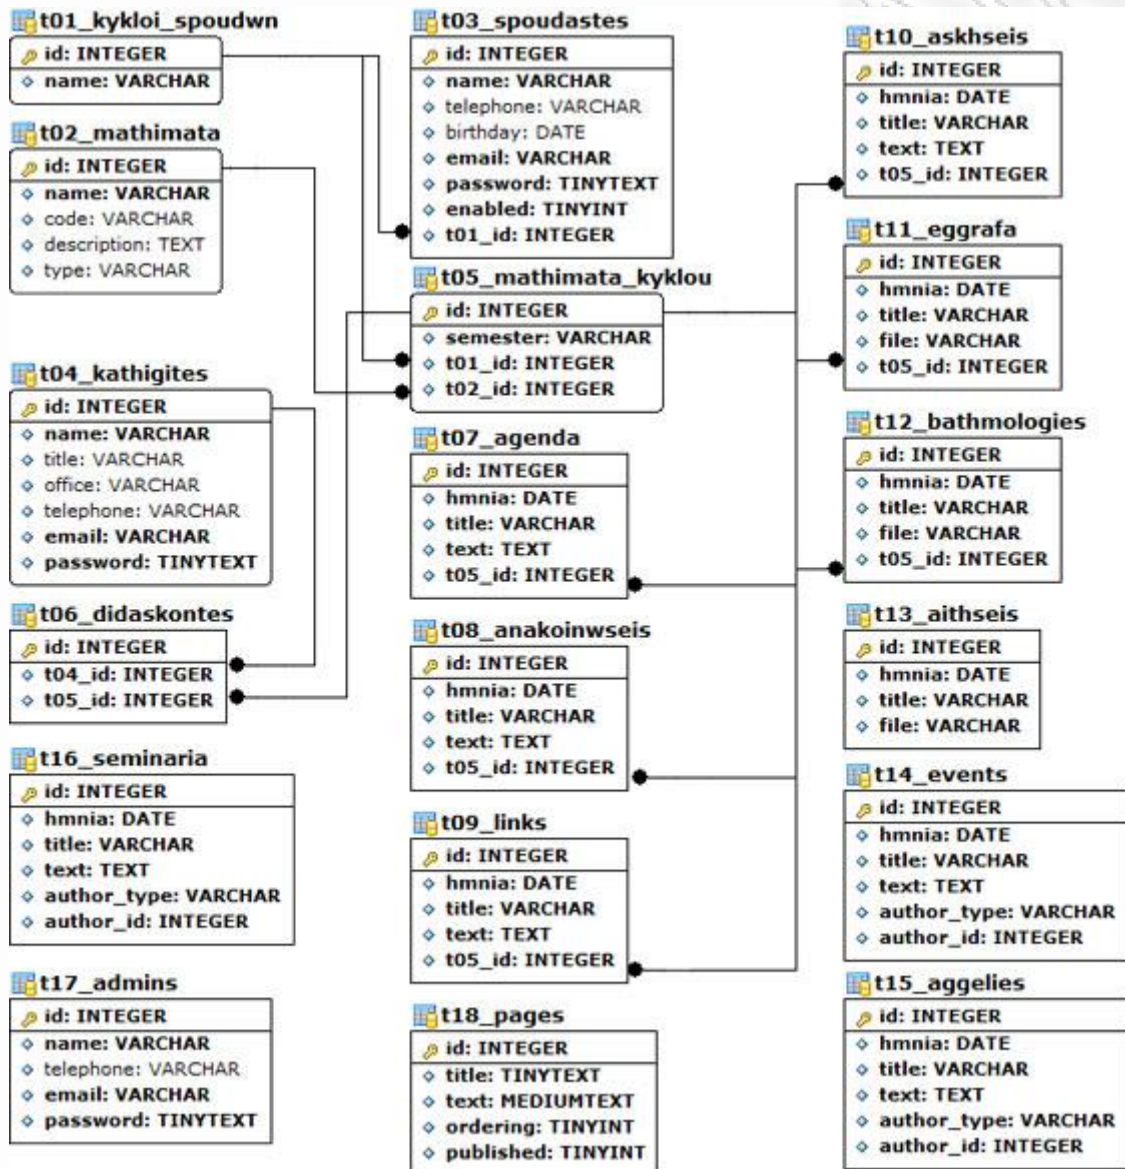 t01_kykloi_spoudwn
id: INTEGER
name: VARCHAR
t02_mathimata
id: INTEGER
name: VARCHAR
code: VARCHAR
description: TEXT
type: VARCHAR
t04_kathigites
id: INTEGER
name: VARCHAR
title: VARCHAR
office: VARCHAR
telephone: VARCHAR
email: VARCHAR
password: TINYTEXT
t06_didaskontes
id: INTEGER
t04_id: INTEGER
t05_id: INTEGER
t16_seminaria
id: INTEGER
hmnia: DATE
title: VARCHAR
text: TEXT
author_type: VARCHAR
author_id: INTEGER
t17_admins
id: INTEGER
name: VARCHAR
telephone: VARCHAR
email: VARCHAR
password: TINYTEXT
t03_spoudastes
id: INTEGER
name: VARCHAR
telephone: VARCHAR
birthday: DATE
email: VARCHAR
password: TINYTEXT
enabled: TINYINT
t01_id: INTEGER
t05_mathimata_kyklou
id: INTEGER
semester: VARCHAR
t01_id: INTEGER
t02_id: INTEGER
t07_agenda
id: INTEGER
hmnia: DATE
title: VARCHAR
text: TEXT
t05_id: INTEGER
t08_anakoinwseis
id: INTEGER
hmnia: DATE
title: VARCHAR
text: TEXT
t05_id: INTEGER
t09_links
id: INTEGER
hmnia: DATE
title: VARCHAR
text: TEXT
t05_id: INTEGER
t18_pages
id: INTEGER
title: TINYTEXT
text: MEDIUMTEXT
ordering: TINYINT
published: TINYINT
t10_askhseis
id: INTEGER
hmnia: DATE
title: VARCHAR
text: TEXT
t05_id: INTEGER
t11_eggrafa
id: INTEGER
hmnia: DATE
title: VARCHAR
file: VARCHAR
t05_id: INTEGER
t12_bathmologies
id: INTEGER
hmnia: DATE
title: VARCHAR
file: VARCHAR
t05_id: INTEGER
t13_aithseis
id: INTEGER
hmnia: DATE
title: VARCHAR
file: VARCHAR
t14_events
id: INTEGER
hmnia: DATE
title: VARCHAR
text: TEXT
author_type: VARCHAR
author_id: INTEGER
t15_aggelies
id: INTEGER
hmnia: DATE
title: VARCHAR
text: TEXT
author_type: VARCHAR
author_id: INTEGER